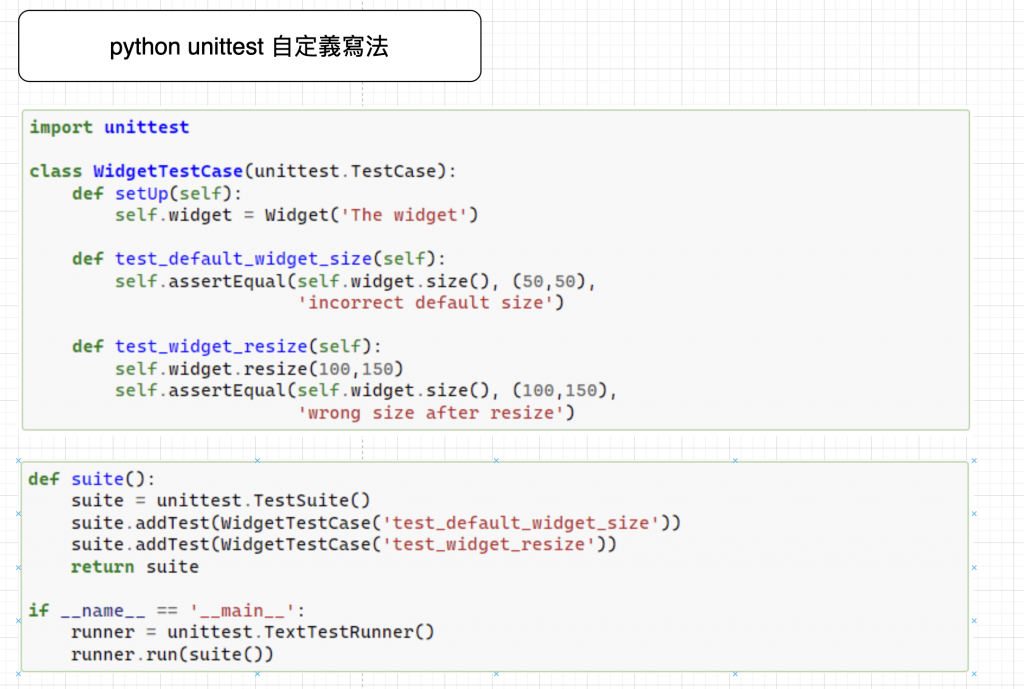 python unittest 自定義寫法
import unittest
class WidgetTestCase(unittest.TestCase):
    def setUp(self):
        self.widget = Widget('The widget')
    def test_default_widget_size(self):
        self.assertEqual(self.widget.size(), (50,50),
                         'incorrect default size')
    def test_widget_resize(self):
        self.widget.resize(100,150)
        self.assertEqual(self.widget.size(), (100,150),
                         'wrong size after resize')
def suite():
    suite = unittest.TestSuite()
    suite.addTest(WidgetTestCase('test_default_widget_size'))
    suite.addTest(WidgetTestCase('test_widget_resize'))
    return suite
if __name__ == '__main__':
    runner = unittest.TextTestRunner()
    runner.run(suite())